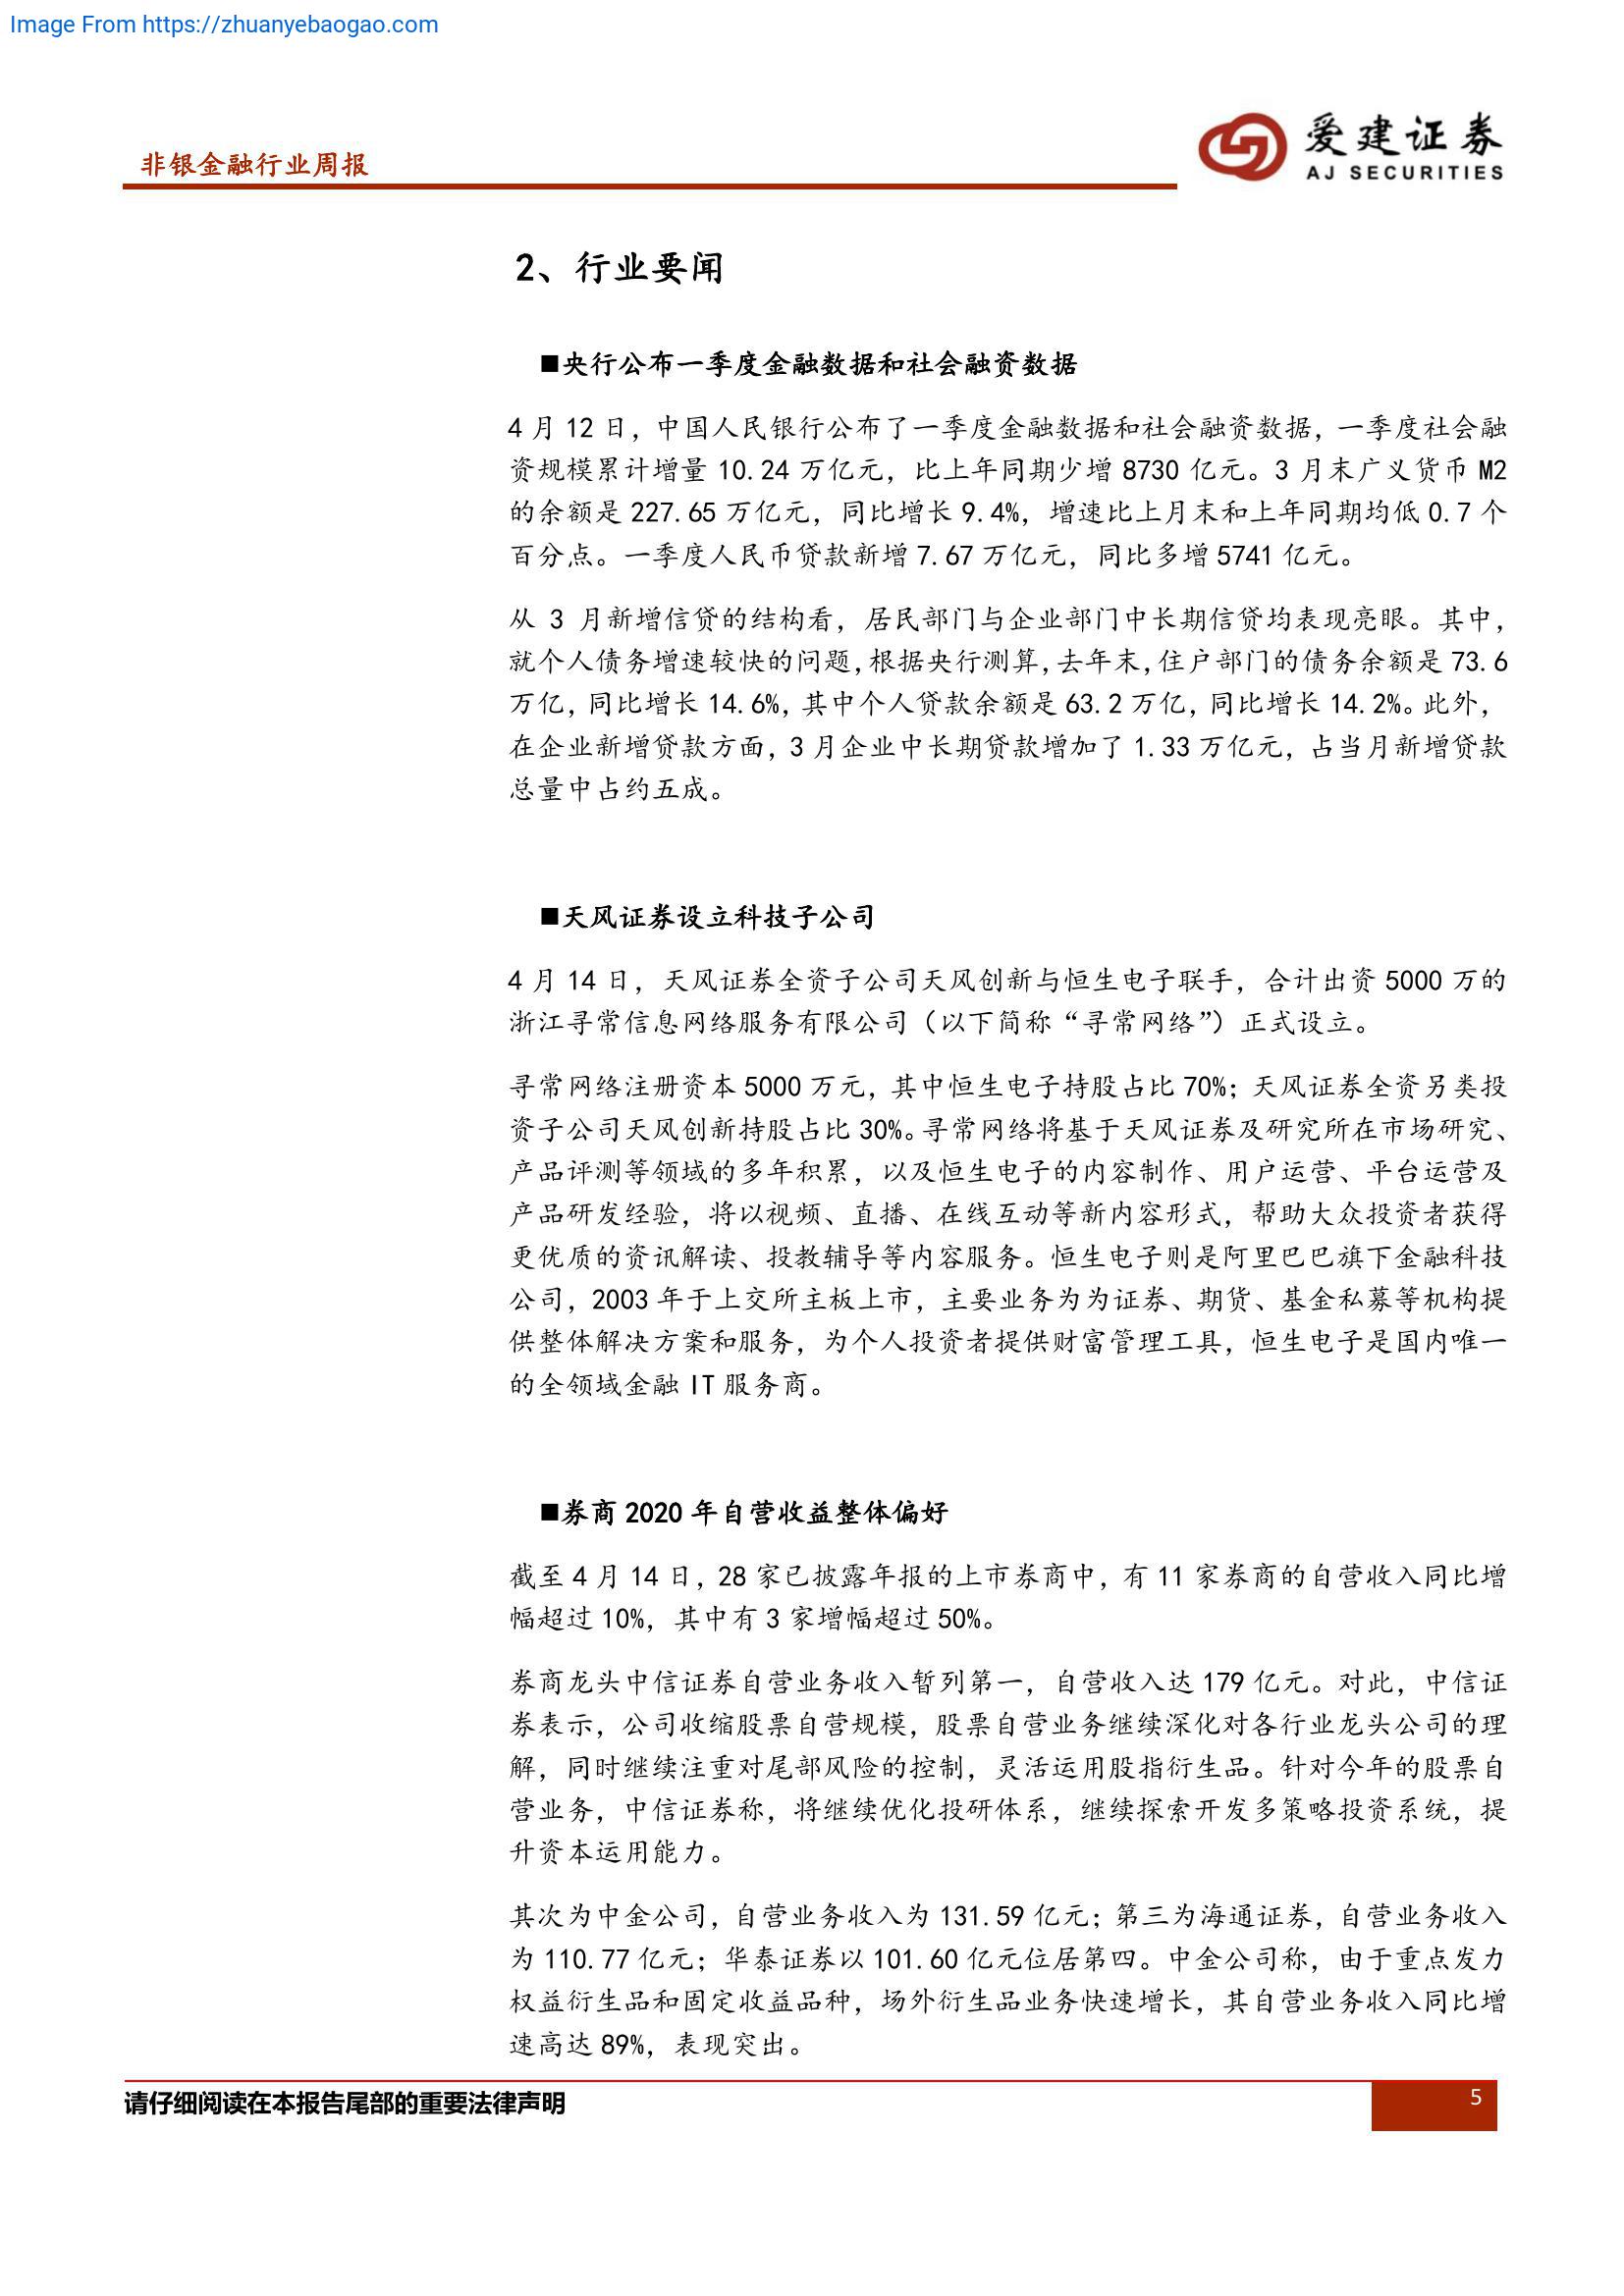 Image From https://zhuanyebaogao.com
非银金融行业周报
爱建证券
AJ SECURITIES
2、行业要闻
■央行公布一季度金融数据和社会融资数据
4 月 12 日，中国人民银行公布了一季度金融数据和社会融资数据，一季度社会融
资规模累计增量 10.24 万亿元，比上年同期少增 8730 亿元。3 月末广义货币 M2
的余额是 227.65 万亿元，同比增长 9.4%，增速比上月末和上年同期均低 0.7 个
百分点。一季度人民币贷款新增 7.67 万亿元，同比多增 5741 亿元。
从 3 月新增信贷的结构看，居民部门与企业部门中长期信贷均表现亮眼。其中，
就个人债务增速较快的问题，根据央行测算，去年末，住户部门的债务余额是 73.6
万亿，同比增长 14.6%，其中个人贷款余额是 63.2 万亿，同比增长 14.2%。此外，
在企业新增贷款方面，3 月企业中长期贷款增加了 1.33 万亿元，占当月新增贷款
总量中占约五成。
■天风证券设立科技子公司
4 月 14 日，天风证券全资子公司天风创新与恒生电子联手，合计出资 5000 万的
浙江寻常信息网络服务有限公司（以下简称“寻常网络”）正式设立。
寻常网络注册资本 5000 万元，其中恒生电子持股占比 70%；天风证券全资另类投
资子公司天风创新持股占比 30%。寻常网络将基于天风证券及研究所在市场研究、
产品评测等领域的多年积累，以及恒生电子的内容制作、用户运营、平台运营及
产品研发经验，将以视频、直播、在线互动等新内容形式，帮助大众投资者获得
更优质的资讯解读、投教辅导等内容服务。恒生电子则是阿里巴巴旗下金融科技
公司，2003 年于上交所主板上市，主要业务为为证券、期货、基金私募等机构提
供整体解决方案和服务，为个人投资者提供财富管理工具，恒生电子是国内唯一
的全领域金融 IT 服务商。
■券商 2020 年自营收益整体偏好
截至 4 月 14 日，28 家已披露年报的上市券商中，有 11 家券商的自营收入同比增
幅超过 10%，其中有 3 家增幅超过 50%。
券商龙头中信证券自营业务收入暂列第一，自营收入达 179 亿元。对此，中信证
券表示，公司收缩股票自营规模，股票自营业务继续深化对各行业龙头公司的理
解，同时继续注重对尾部风险的控制，灵活运用股指衍生品。针对今年的股票自
营业务，中信证券称，将继续优化投研体系，继续探索开发多策略投资系统，提
升资本运用能力。
其次为中金公司，自营业务收入为 131.59 亿元；第三为海通证券，自营业务收入
为 110.77 亿元；华泰证券以 101.60 亿元位居第四。中金公司称，由于重点发力
权益衍生品和固定收益品种，场外衍生品业务快速增长，其自营业务收入同比增
速高达 89%，表现突出。
请仔细阅读在本报告尾部的重要法律声明
5